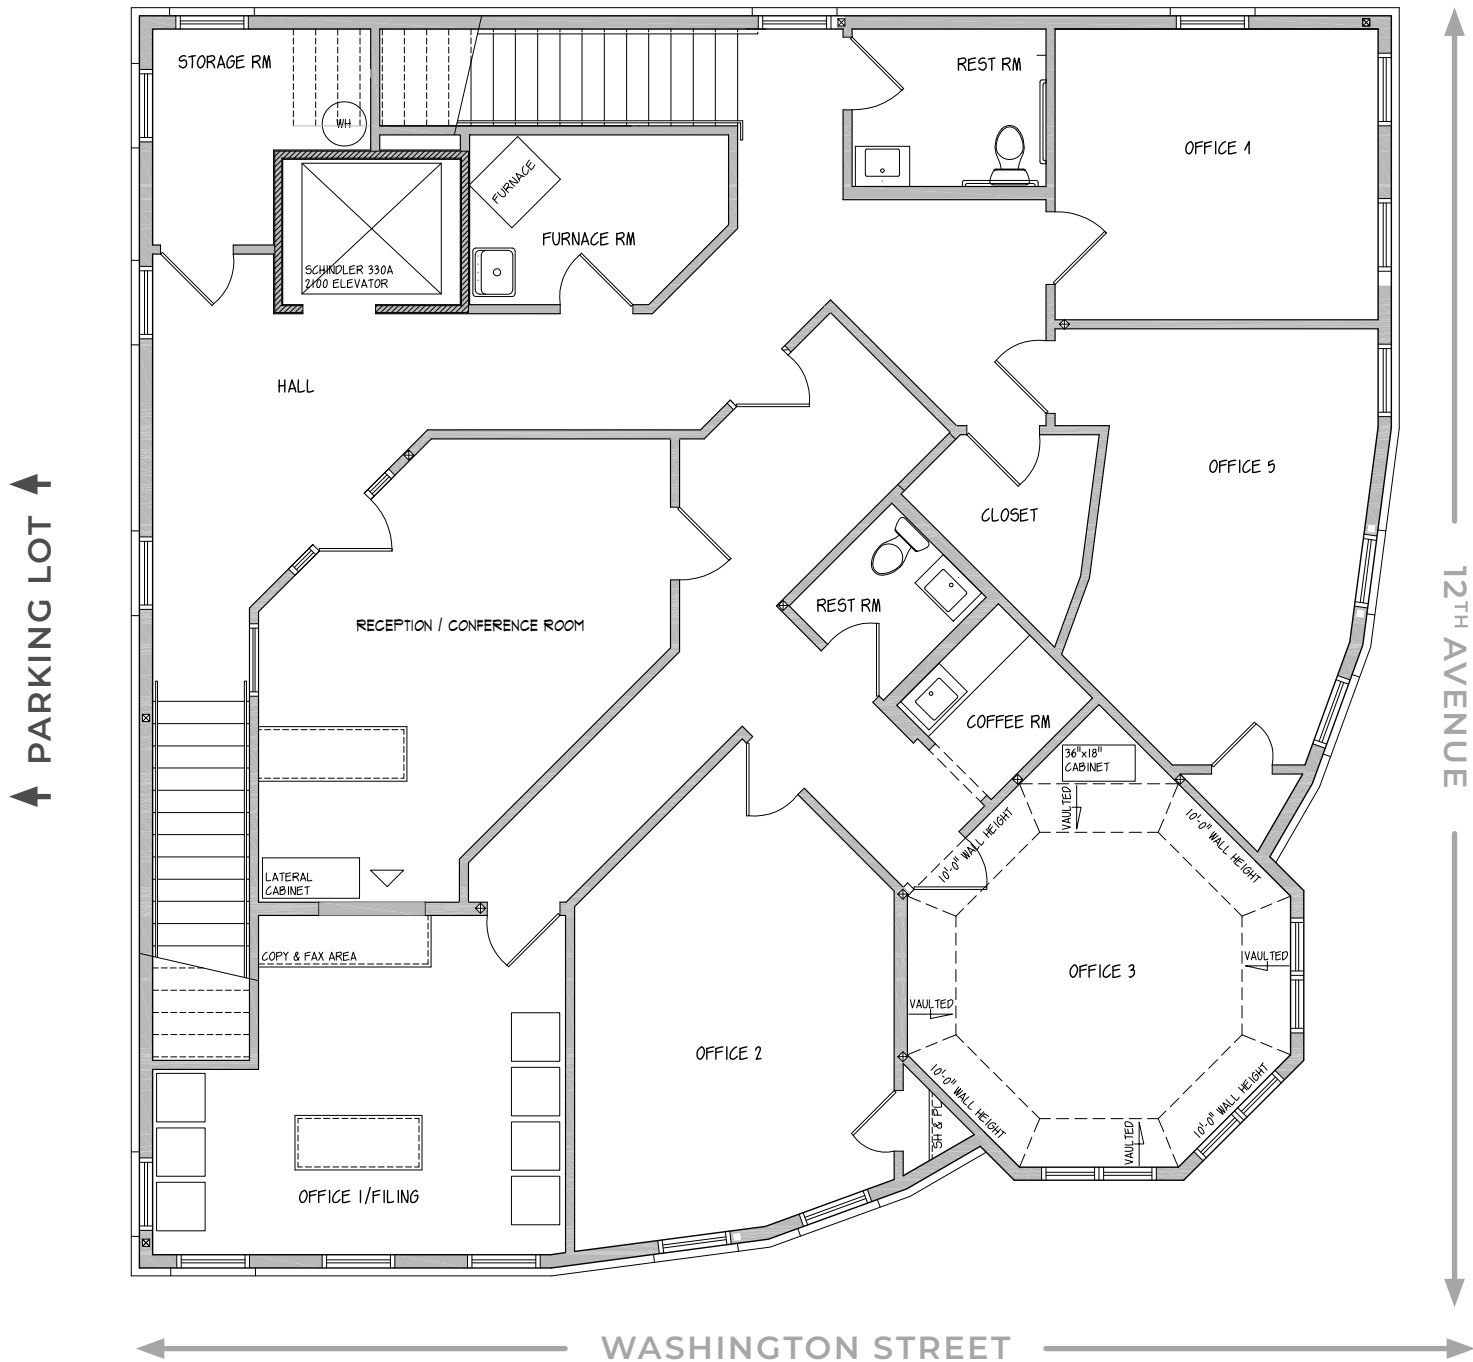 STORAGE RM
WH
REST RM
OFFICE 1
FURNACE
FURNACE RM
SCHINDLER 330A
2100 ELEVATOR
HALL
OFFICE 5
CLOSET
REST RM
RECEPTION / CONFERENCE ROOM
COFFEE RM
36"x18"
CABINET
VAULTED
10'-0" WALL HEIGHT
10'-0" WALL HEIGHT
LATERAL
CABINET
COPY & FAX AREA
VAULTED
OFFICE 3
VAULTED
OFFICE 2
10'-0" WALL HEIGHT
10'-0" WALL HEIGHT
SH & PL
VAULTED
OFFICE 1/FILING
PARKING LOT
12TH AVENUE
WASHINGTON STREET